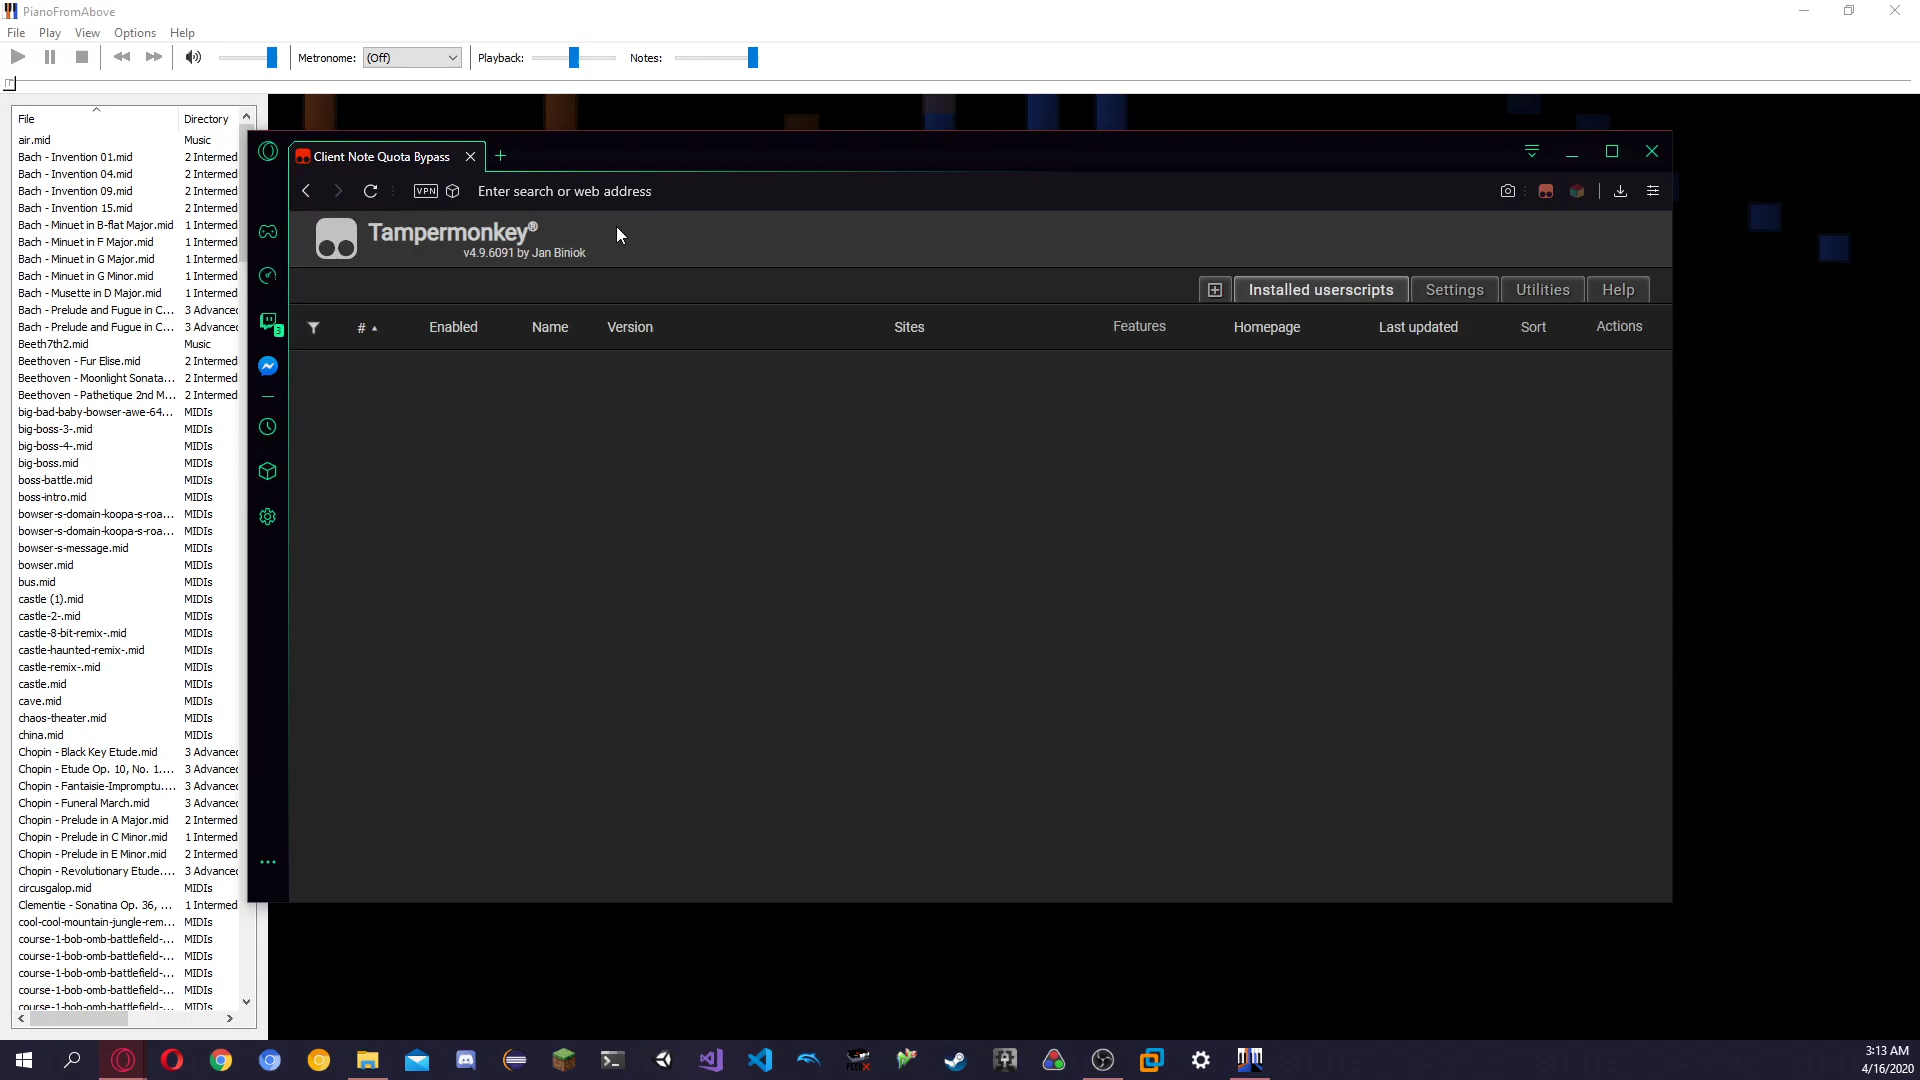 PianoFromAbove
File Play View Options Help
Metronome: (Off) Playback: Notes:
File Directory
air.mid Music
Bach - Invention 01.mid 2 Intermed
Bach - Invention 04.mid 2 Intermed
Bach - Invention 09.mid 2 Intermed
Bach - Invention 15.mid 2 Intermed
Bach - Minuet in B-flat Major.mid 1 Intermed
Bach - Minuet in F Major.mid 1 Intermed
Bach - Minuet in G Major.mid 1 Intermed
Bach - Minuet in G Minor.mid 1 Intermed
Bach - Musette in D Major.mid 1 Intermed
Bach - Prelude and Fugue in C... 3 Advanced
Bach - Prelude and Fugue in C... 3 Advanced
Beeth7th2.mid Music
Beethoven - Fur Elise.mid 2 Intermed
Beethoven - Moonlight Sonata... 2 Intermed
Beethoven - Pathetique 2nd M... 2 Intermed
big-bad-baby-bowser-awe-64... MIDIs
big-boss-3-.mid MIDIs
big-boss-4-.mid MIDIs
big-boss.mid MIDIs
boss-battle.mid MIDIs
boss-intro.mid MIDIs
bowser-s-domain-koopa-s-roa... MIDIs
bowser-s-domain-koopa-s-roa... MIDIs
bowser-s-message.mid MIDIs
bowser.mid MIDIs
bus.mid MIDIs
castle (1).mid MIDIs
castle-2-.mid MIDIs
castle-8-bit-remix-.mid MIDIs
castle-haunted-remix-.mid MIDIs
castle-remix-.mid MIDIs
castle.mid MIDIs
cave.mid MIDIs
chaos-theater.mid MIDIs
china.mid MIDIs
Chopin - Black Key Etude.mid 3 Advanced
Chopin - Etude Op. 10, No. 1.... 3 Advanced
Chopin - Fantaisie-Impromptu.... 3 Advanced
Chopin - Funeral March.mid 3 Advanced
Chopin - Prelude in A Major.mid 2 Intermed
Chopin - Prelude in C Minor.mid 1 Intermed
Chopin - Prelude in E Minor.mid 2 Intermed
Chopin - Revolutionary Etude.... 3 Advanced
circusgalop.mid MIDIs
Clementie - Sonatina Op. 36, ... 1 Intermed
cool-cool-mountain-jungle-rem... MIDIs
course-1-bob-omb-battlefield-... MIDIs
course-1-bob-omb-battlefield-... MIDIs
course-1-bob-omb-battlefield-... MIDIs
course-1-bob-omb-battlefield-... MIDIs
course-1-bob-omb-battlefield-... MIDIs
Client Note Quota Bypass
VPN Enter search or web address
Tampermonkey®
v4.9.6091 by Jan Biniok
Installed userscripts Settings Utilities Help
# Enabled Name Version Sites Features Homepage Last updated Sort Actions
3
3:13 AM
4/16/2020